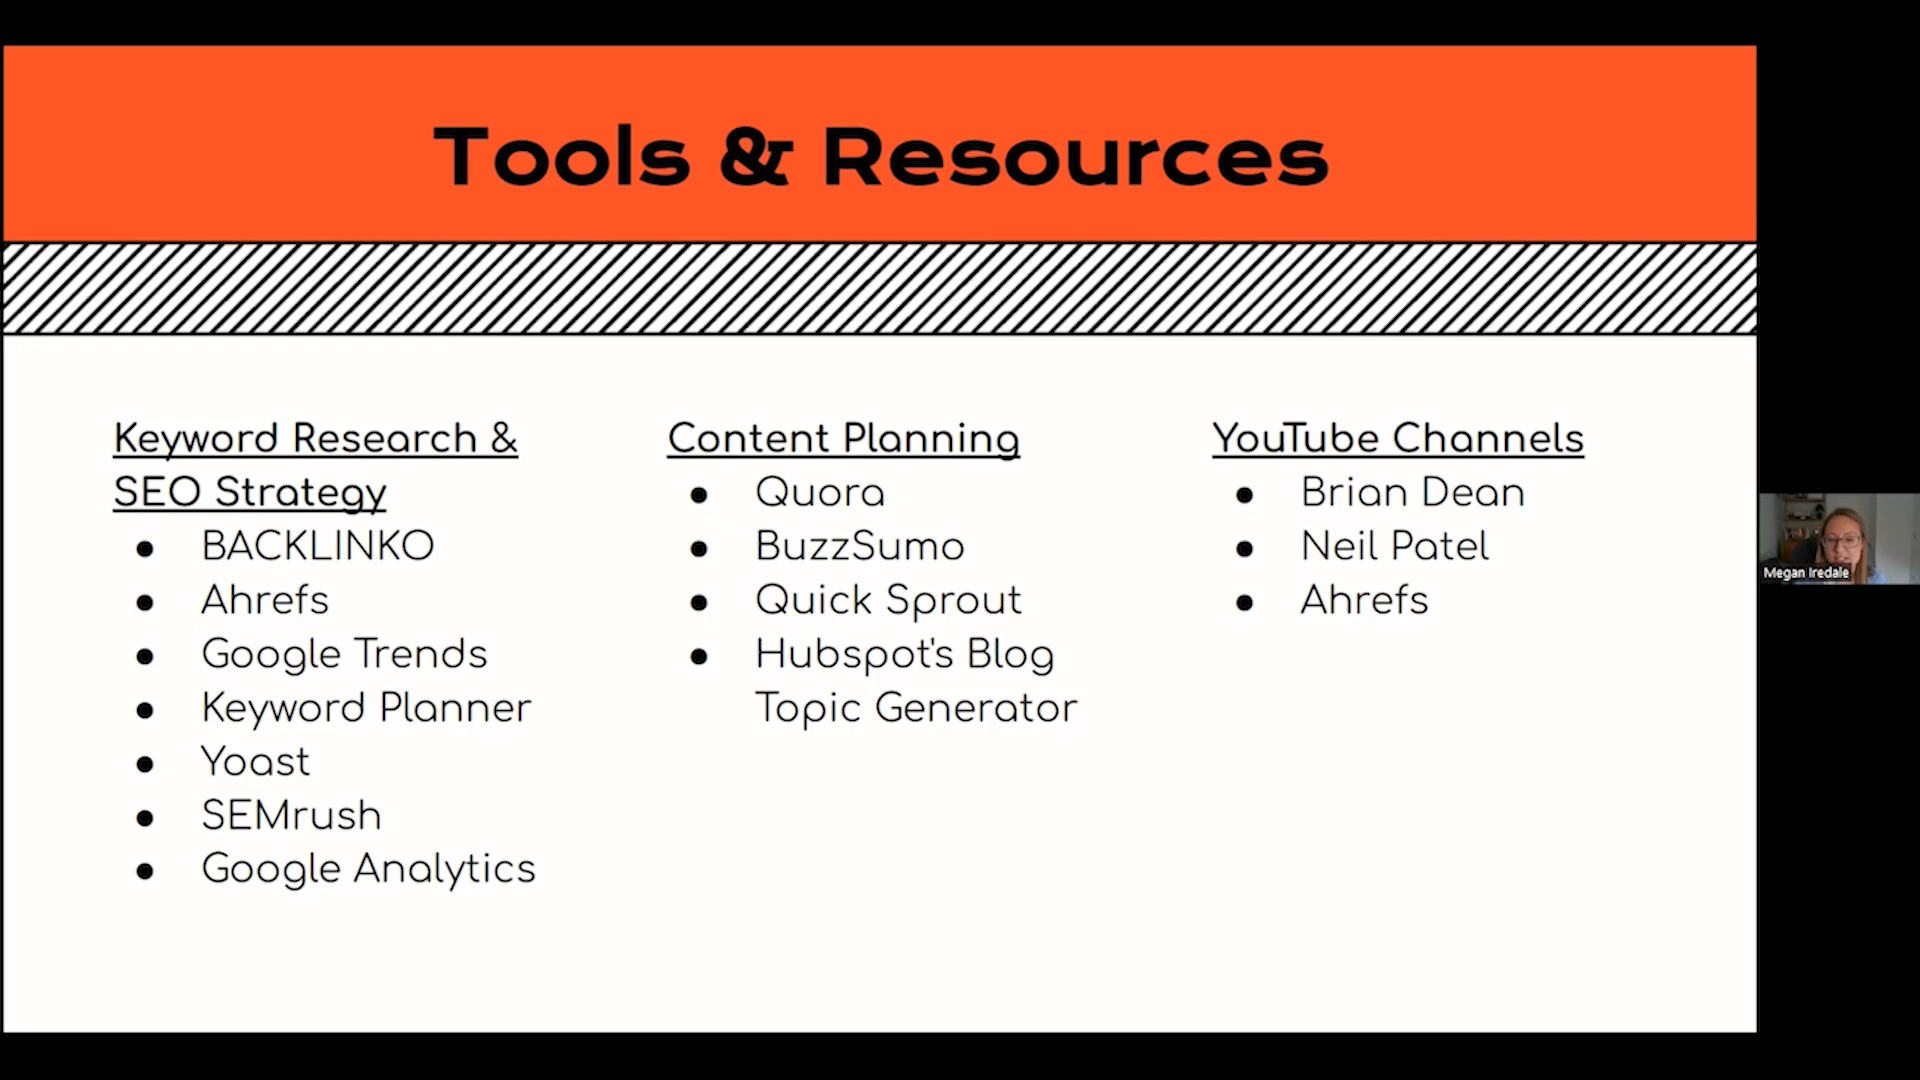 Tools & Resources
Keyword Research &
SEO Strategy
● BACKLINKO
● Ahrefs
● Google Trends
● Keyword Planner
● Yoast
● SEMrush
● Google Analytics
Content Planning
● Quora
● BuzzSumo
● Quick Sprout
● Hubspot's Blog
Topic Generator
YouTube Channels
● Brian Dean
● Neil Patel
● Ahrefs
Megan Iredale